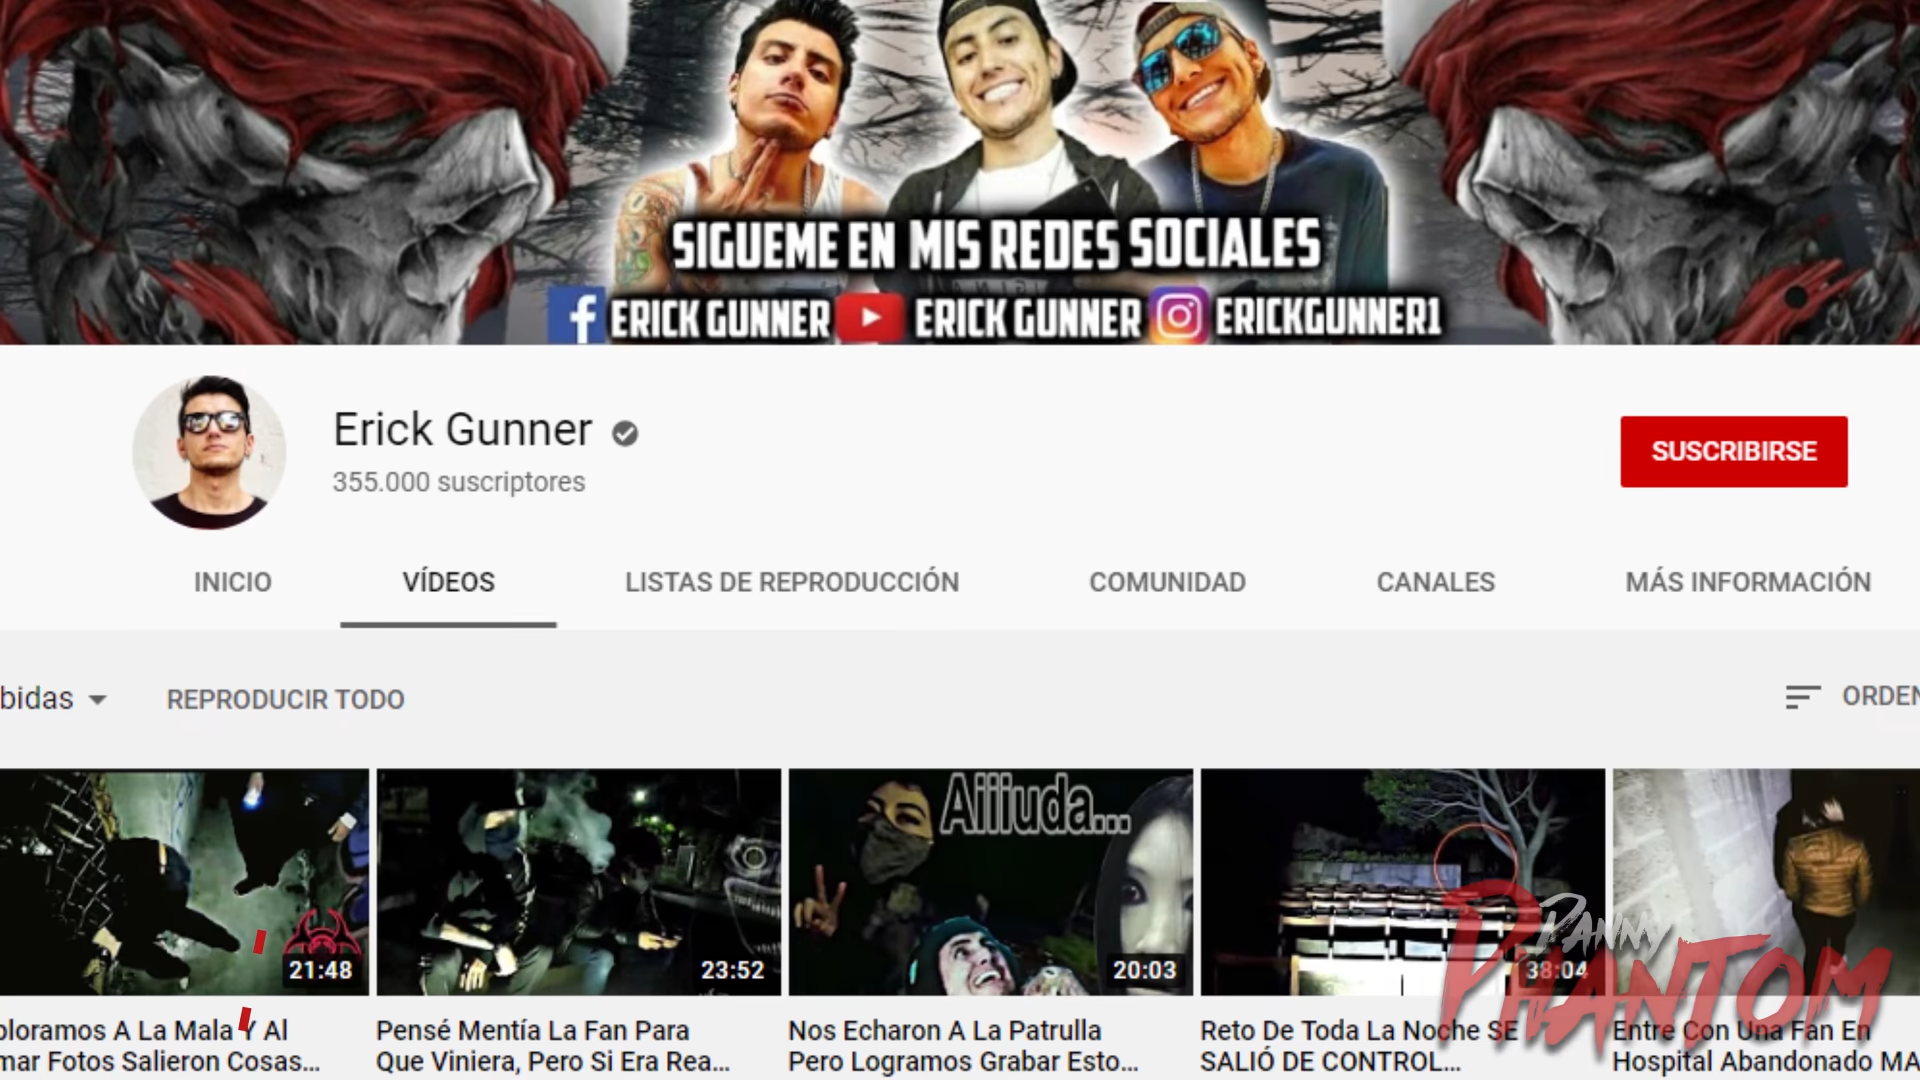 SIGUEME EN MIS REDES SOCIALES
f ERICK GUNNER ERICK GUNNER ERICKGUNNER1
Erick Gunner
355.000 suscriptores
SUSCRIBIRSE
INICIO VÍDEOS LISTAS DE REPRODUCCIÓN COMUNIDAD CANALES MÁS INFORMACIÓN
bidas REPRODUCIR TODO ORDEN
Aiiiuda...
21:48 23:52 20:03 38:04
DANNY
PHANTOM
ploramos A La Mala Y Al
mar Fotos Salieron Cosas...
Pensé Mentía La Fan Para
Que Viniera, Pero Si Era Rea...
Nos Echaron A La Patrulla
Pero Logramos Grabar Esto...
Reto De Toda La Noche SE
SALIÓ DE CONTROL...
Entre Con Una Fan En
Hospital Abandonado MA